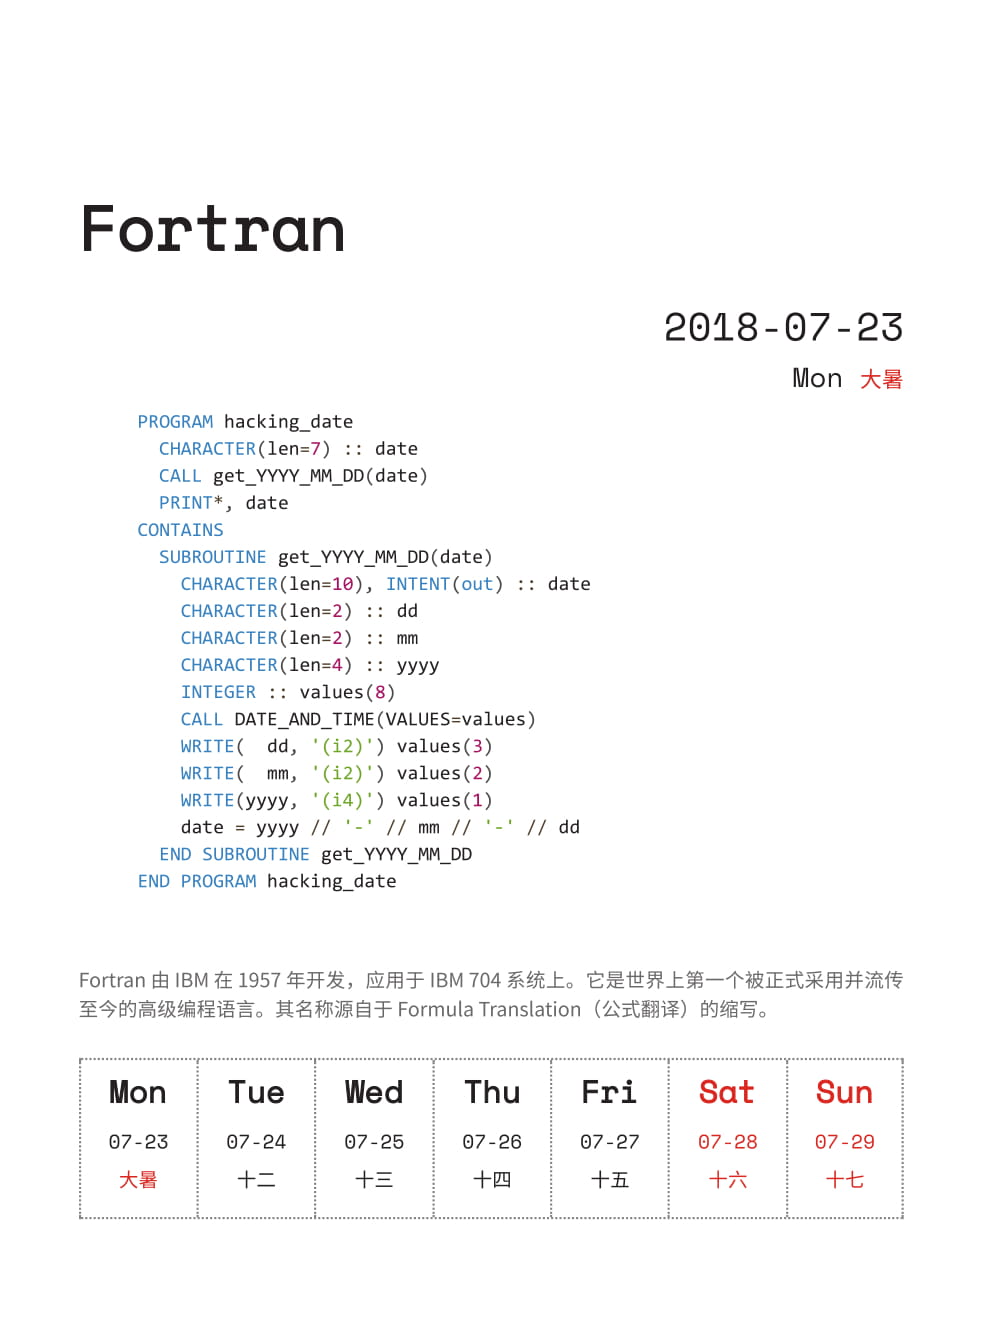 Fortran
2018-07-23
Mon 大暑
PROGRAM hacking_date
  CHARACTER(len=7) :: date
  CALL get_YYYY_MM_DD(date)
  PRINT*, date
CONTAINS
  SUBROUTINE get_YYYY_MM_DD(date)
    CHARACTER(len=10), INTENT(out) :: date
    CHARACTER(len=2) :: dd
    CHARACTER(len=2) :: mm
    CHARACTER(len=4) :: yyyy
    INTEGER :: values(8)
    CALL DATE_AND_TIME(VALUES=values)
    WRITE(  dd, '(i2)') values(3)
    WRITE(  mm, '(i2)') values(2)
    WRITE(yyyy, '(i4)') values(1)
    date = yyyy // '-' // mm // '-' // dd
  END SUBROUTINE get_YYYY_MM_DD
END PROGRAM hacking_date
Fortran 由 IBM 在 1957 年开发，应用于 IBM 704 系统上。它是世界上第一个被正式采用并流传
至今的高级编程语言。其名称源自于 Formula Translation（公式翻译）的缩写。
Mon Tue Wed Thu Fri Sat Sun
07-23 07-24 07-25 07-26 07-27 07-28 07-29
大暑 十二 十三 十四 十五 十六 十七